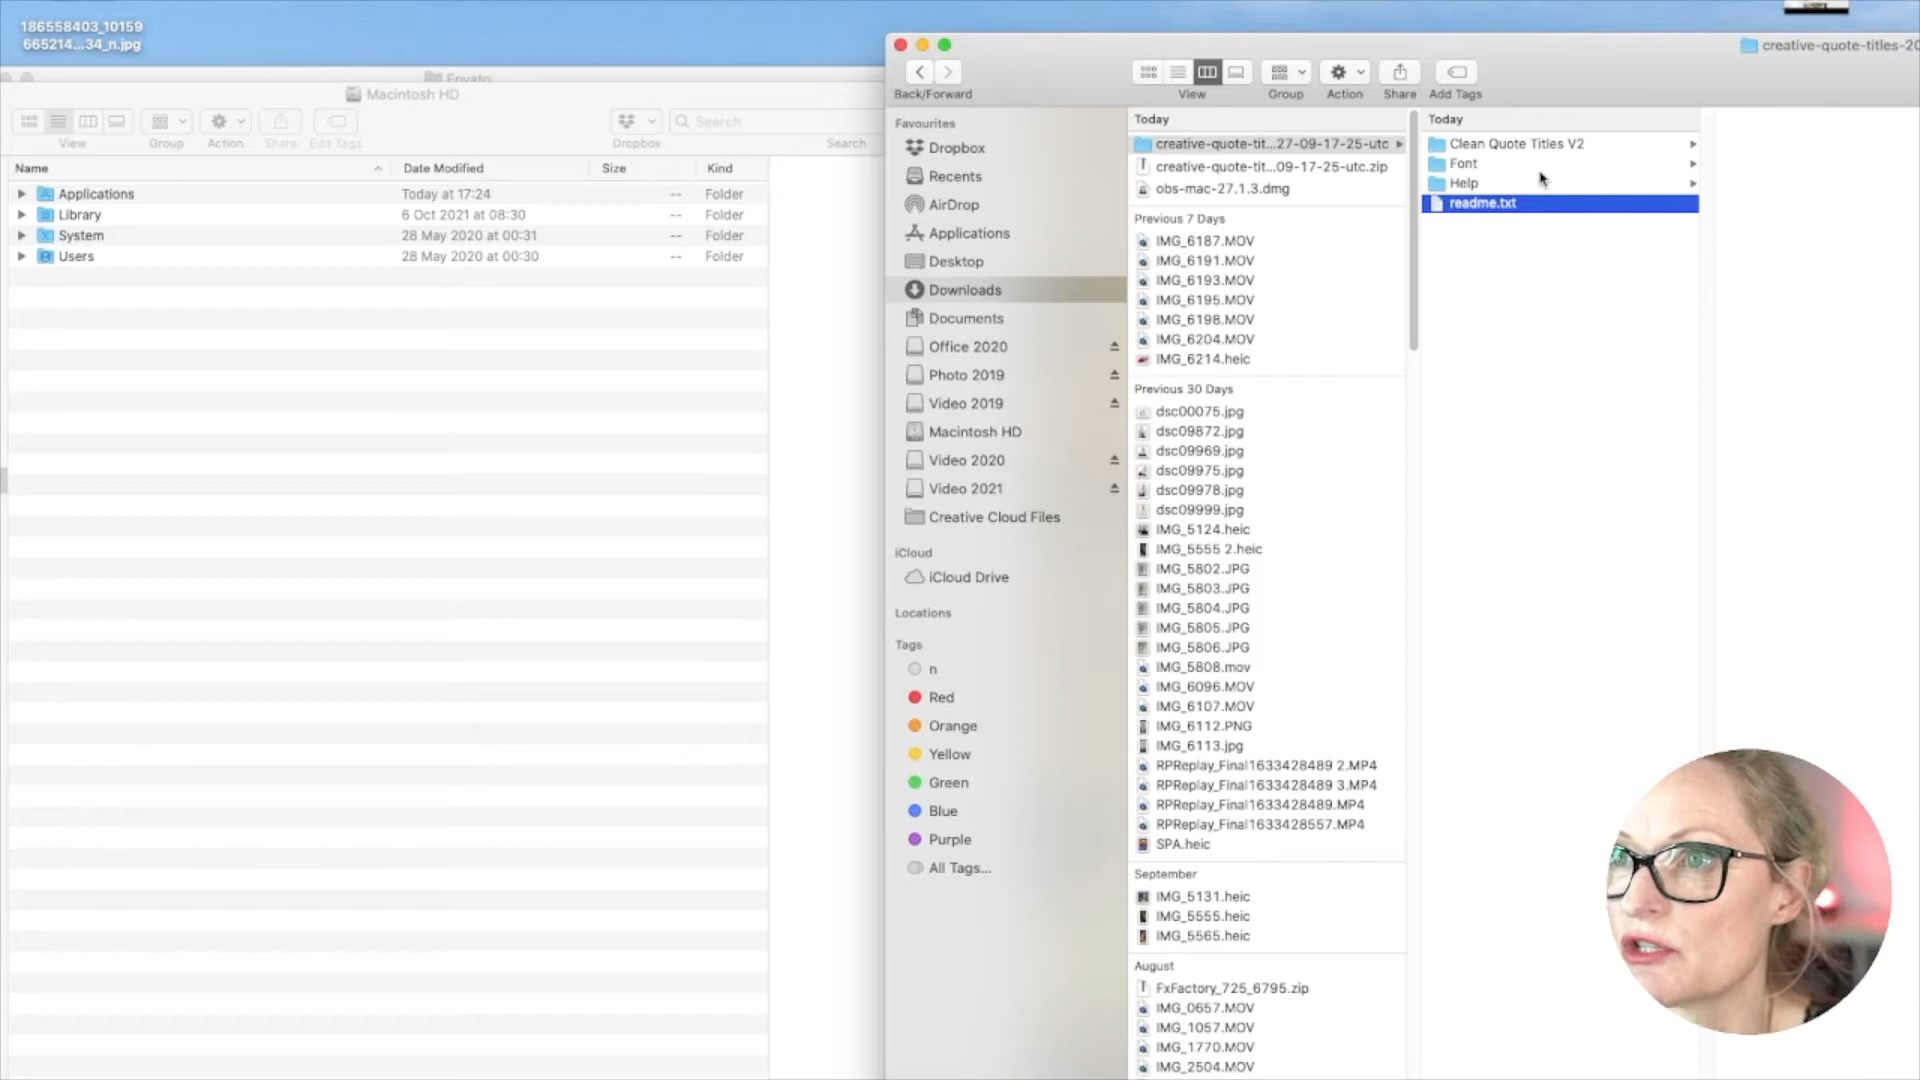 186558403_10159
665214...34_n.jpg
Envato
Macintosh HD
View
Group
Action
Share
Edit Tags
Dropbox
Search
Search
Name
Date Modified
Size
Kind
Applications
Today at 17:24
--
Folder
Library
6 Oct 2021 at 08:30
--
Folder
System
28 May 2020 at 00:31
--
Folder
Users
28 May 2020 at 00:30
--
Folder
creative-quote-titles-20
Back/Forward
View
Group
Action
Share
Add Tags
Favourites
Dropbox
Recents
AirDrop
Applications
Desktop
Downloads
Documents
Office 2020
Photo 2019
Video 2019
Macintosh HD
Video 2020
Video 2021
Creative Cloud Files
iCloud
iCloud Drive
Locations
Tags
n
Red
Orange
Yellow
Green
Blue
Purple
All Tags...
Today
creative-quote-tit...27-09-17-25-utc
creative-quote-tit...09-17-25-utc.zip
obs-mac-27.1.3.dmg
Previous 7 Days
IMG_6187.MOV
IMG_6191.MOV
IMG_6193.MOV
IMG_6195.MOV
IMG_6198.MOV
IMG_6204.MOV
IMG_6214.heic
Previous 30 Days
dsc00075.jpg
dsc09872.jpg
dsc09969.jpg
dsc09975.jpg
dsc09978.jpg
dsc09999.jpg
IMG_5124.heic
IMG_5555 2.heic
IMG_5802.JPG
IMG_5803.JPG
IMG_5804.JPG
IMG_5805.JPG
IMG_5806.JPG
IMG_5808.mov
IMG_6096.MOV
IMG_6107.MOV
IMG_6112.PNG
IMG_6113.jpg
RPReplay_Final1633428489 2.MP4
RPReplay_Final1633428489 3.MP4
RPReplay_Final1633428489.MP4
RPReplay_Final1633428557.MP4
SPA.heic
September
IMG_5131.heic
IMG_5555.heic
IMG_5565.heic
August
FxFactory_725_6795.zip
IMG_0657.MOV
IMG_1057.MOV
IMG_1770.MOV
IMG_2504.MOV
Today
Clean Quote Titles V2
Font
Help
readme.txt